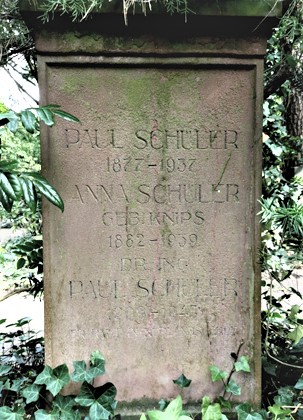 PAUL SCHÜLER
1877-1937
ANNA SCHÜLER
GEB. KNIPS
1882-1959
DR. ING.
PAUL SCHÜLER